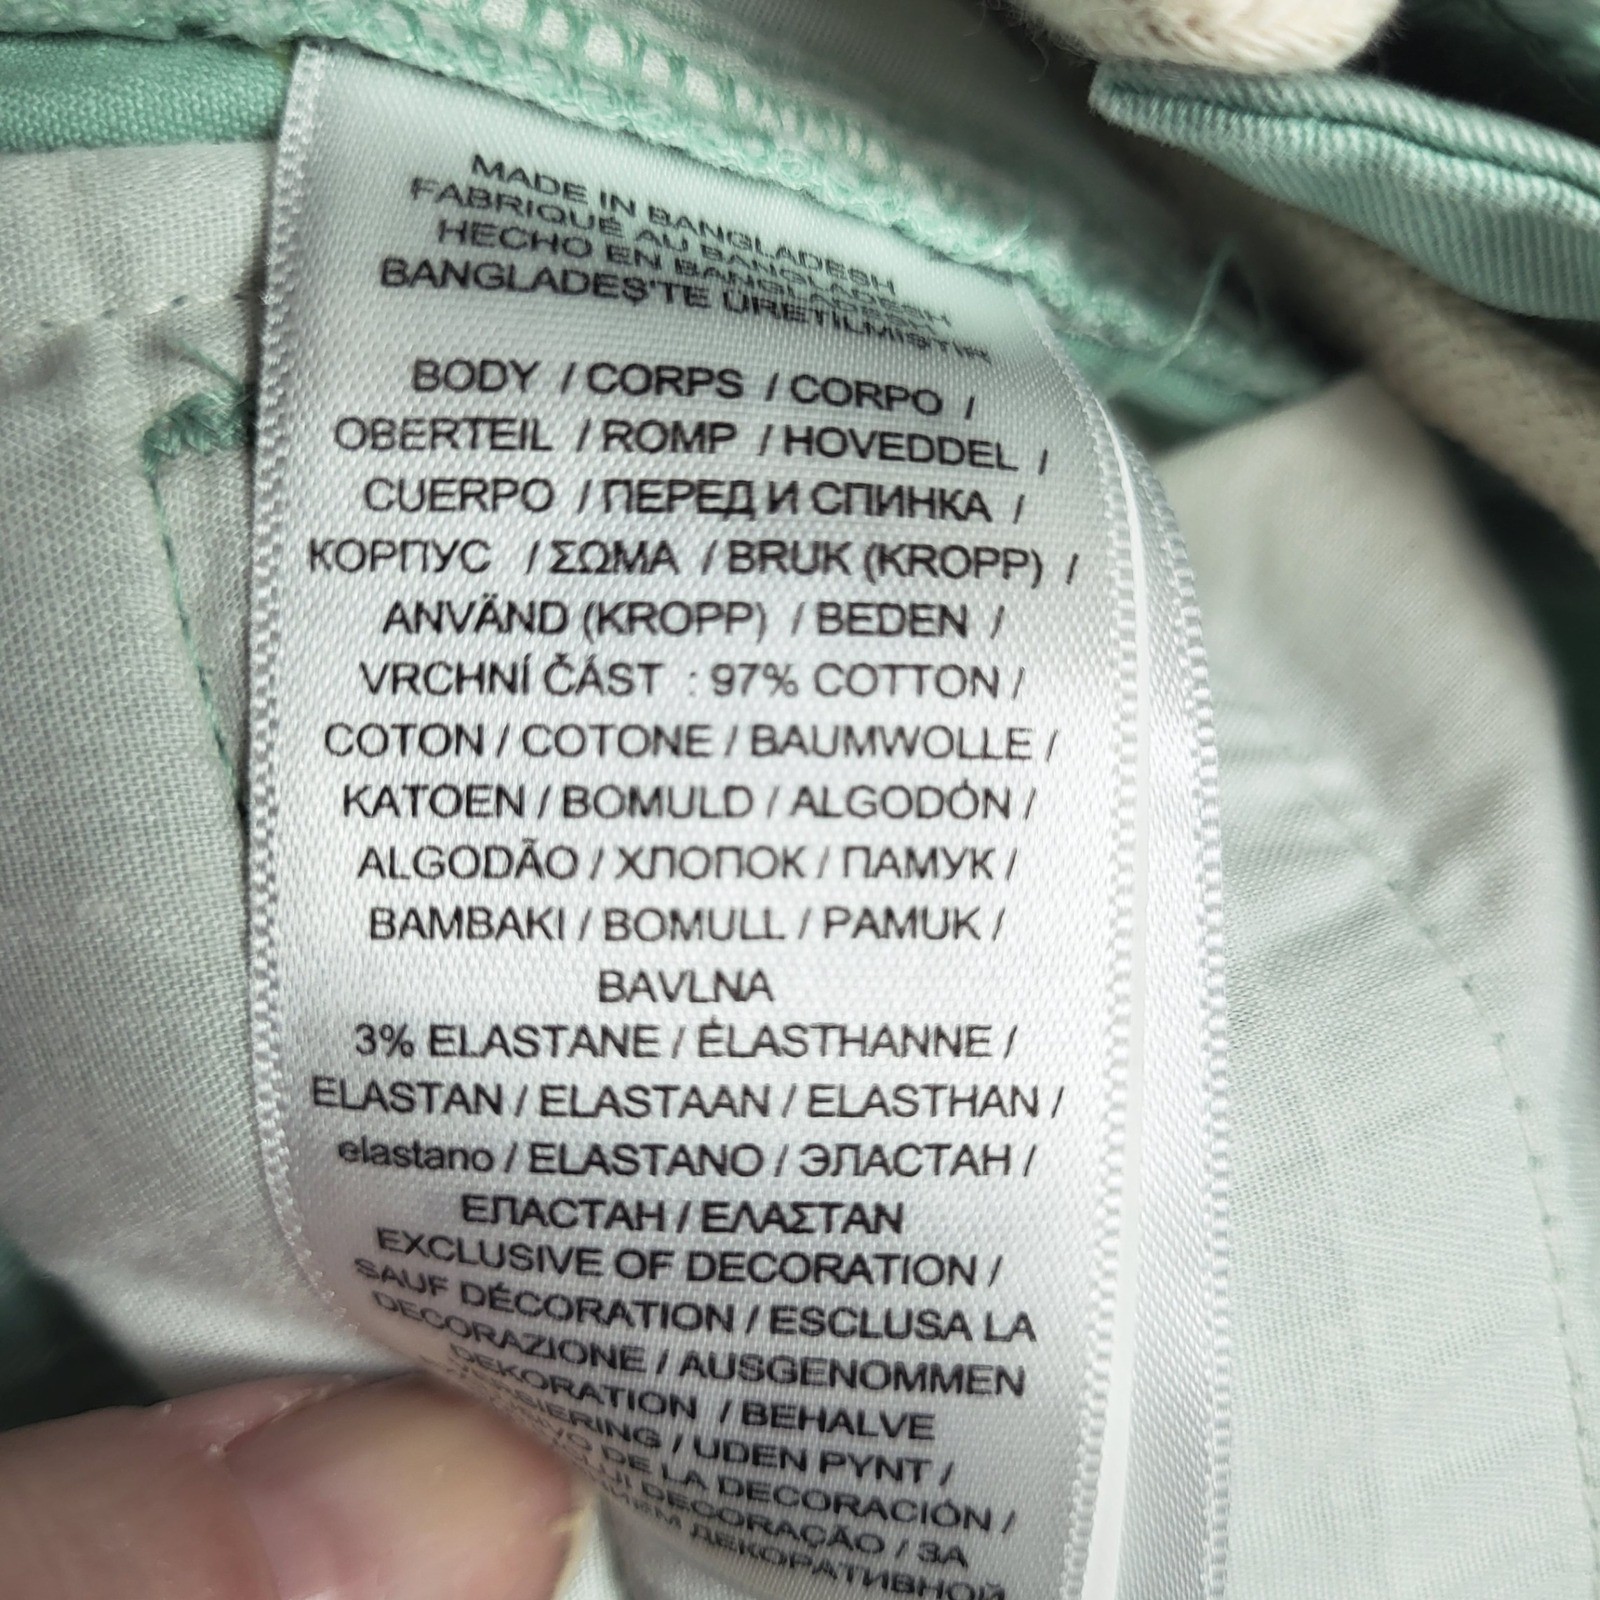 MADE IN BANGLADESH
FABRIQUÉ AU BANGLADESH
HECHO EN BANGLADESH
BANGLADEŞ'TE ÜRETILMIŞTIR
BODY / CORPS / CORPO /
OBERTEIL / ROMP / HOVEDDEL /
CUERPO / ПЕРЕД И СПИНКА /
КОРПУС / ΣΩΜΑ / BRUK (KROPP) /
ANVÄND (KROPP) / BEDEN /
VRCHNÍ ČÁST : 97% COTTON /
COTON / COTONE / BAUMWOLLE /
KATOEN / BOMULD / ALGODÓN /
ALGODÃO / ХЛОПОК / ПАМУК /
BAMBAKI / BOMULL / PAMUK /
BAVLNA
3% ELASTANE / ÉLASTHANNE /
ELASTAN / ELASTAAN / ELASTHAN /
elastano / ELASTANO / ЭЛАСТАН /
ЕПАСТАН / ΕΛΑΣΤΑΝ
EXCLUSIVE OF DECORATION /
SAUF DÉCORATION / ESCLUSA LA
DECORAZIONE / AUSGENOMMEN
DEKORATION / BEHALVE
/ UDEN PYNT /
DE LA DECORACIÓN /
DECORAÇÃO / ЗА
ДЕКОРАТИВНОЙ